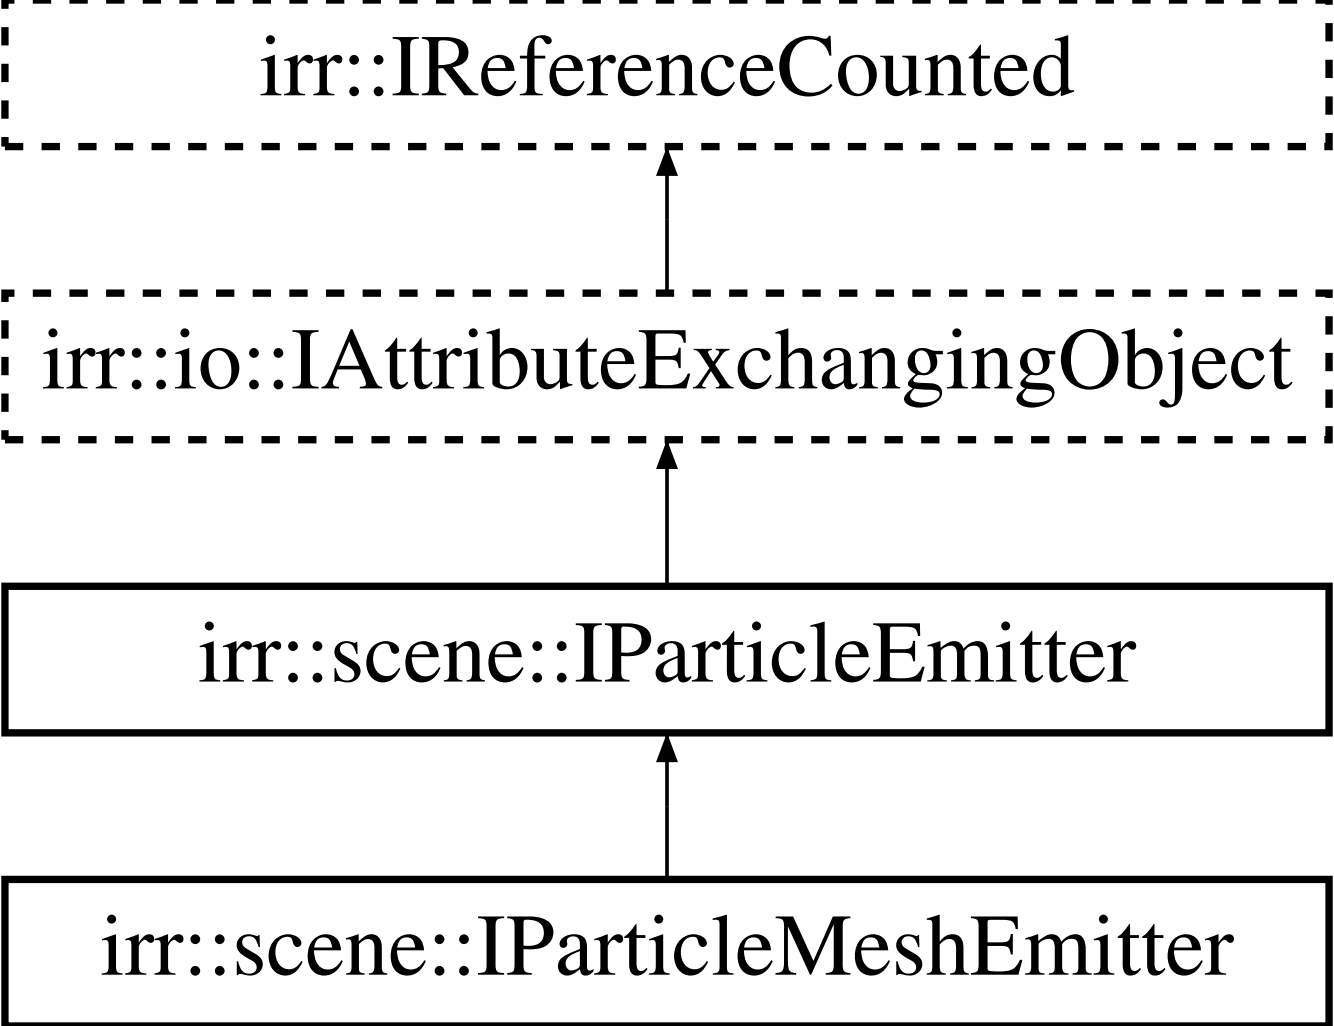 irr::IReferenceCounted
irr::io::IAttributeExchangingObject
irr::scene::IParticleEmitter
irr::scene::IParticleMeshEmitter